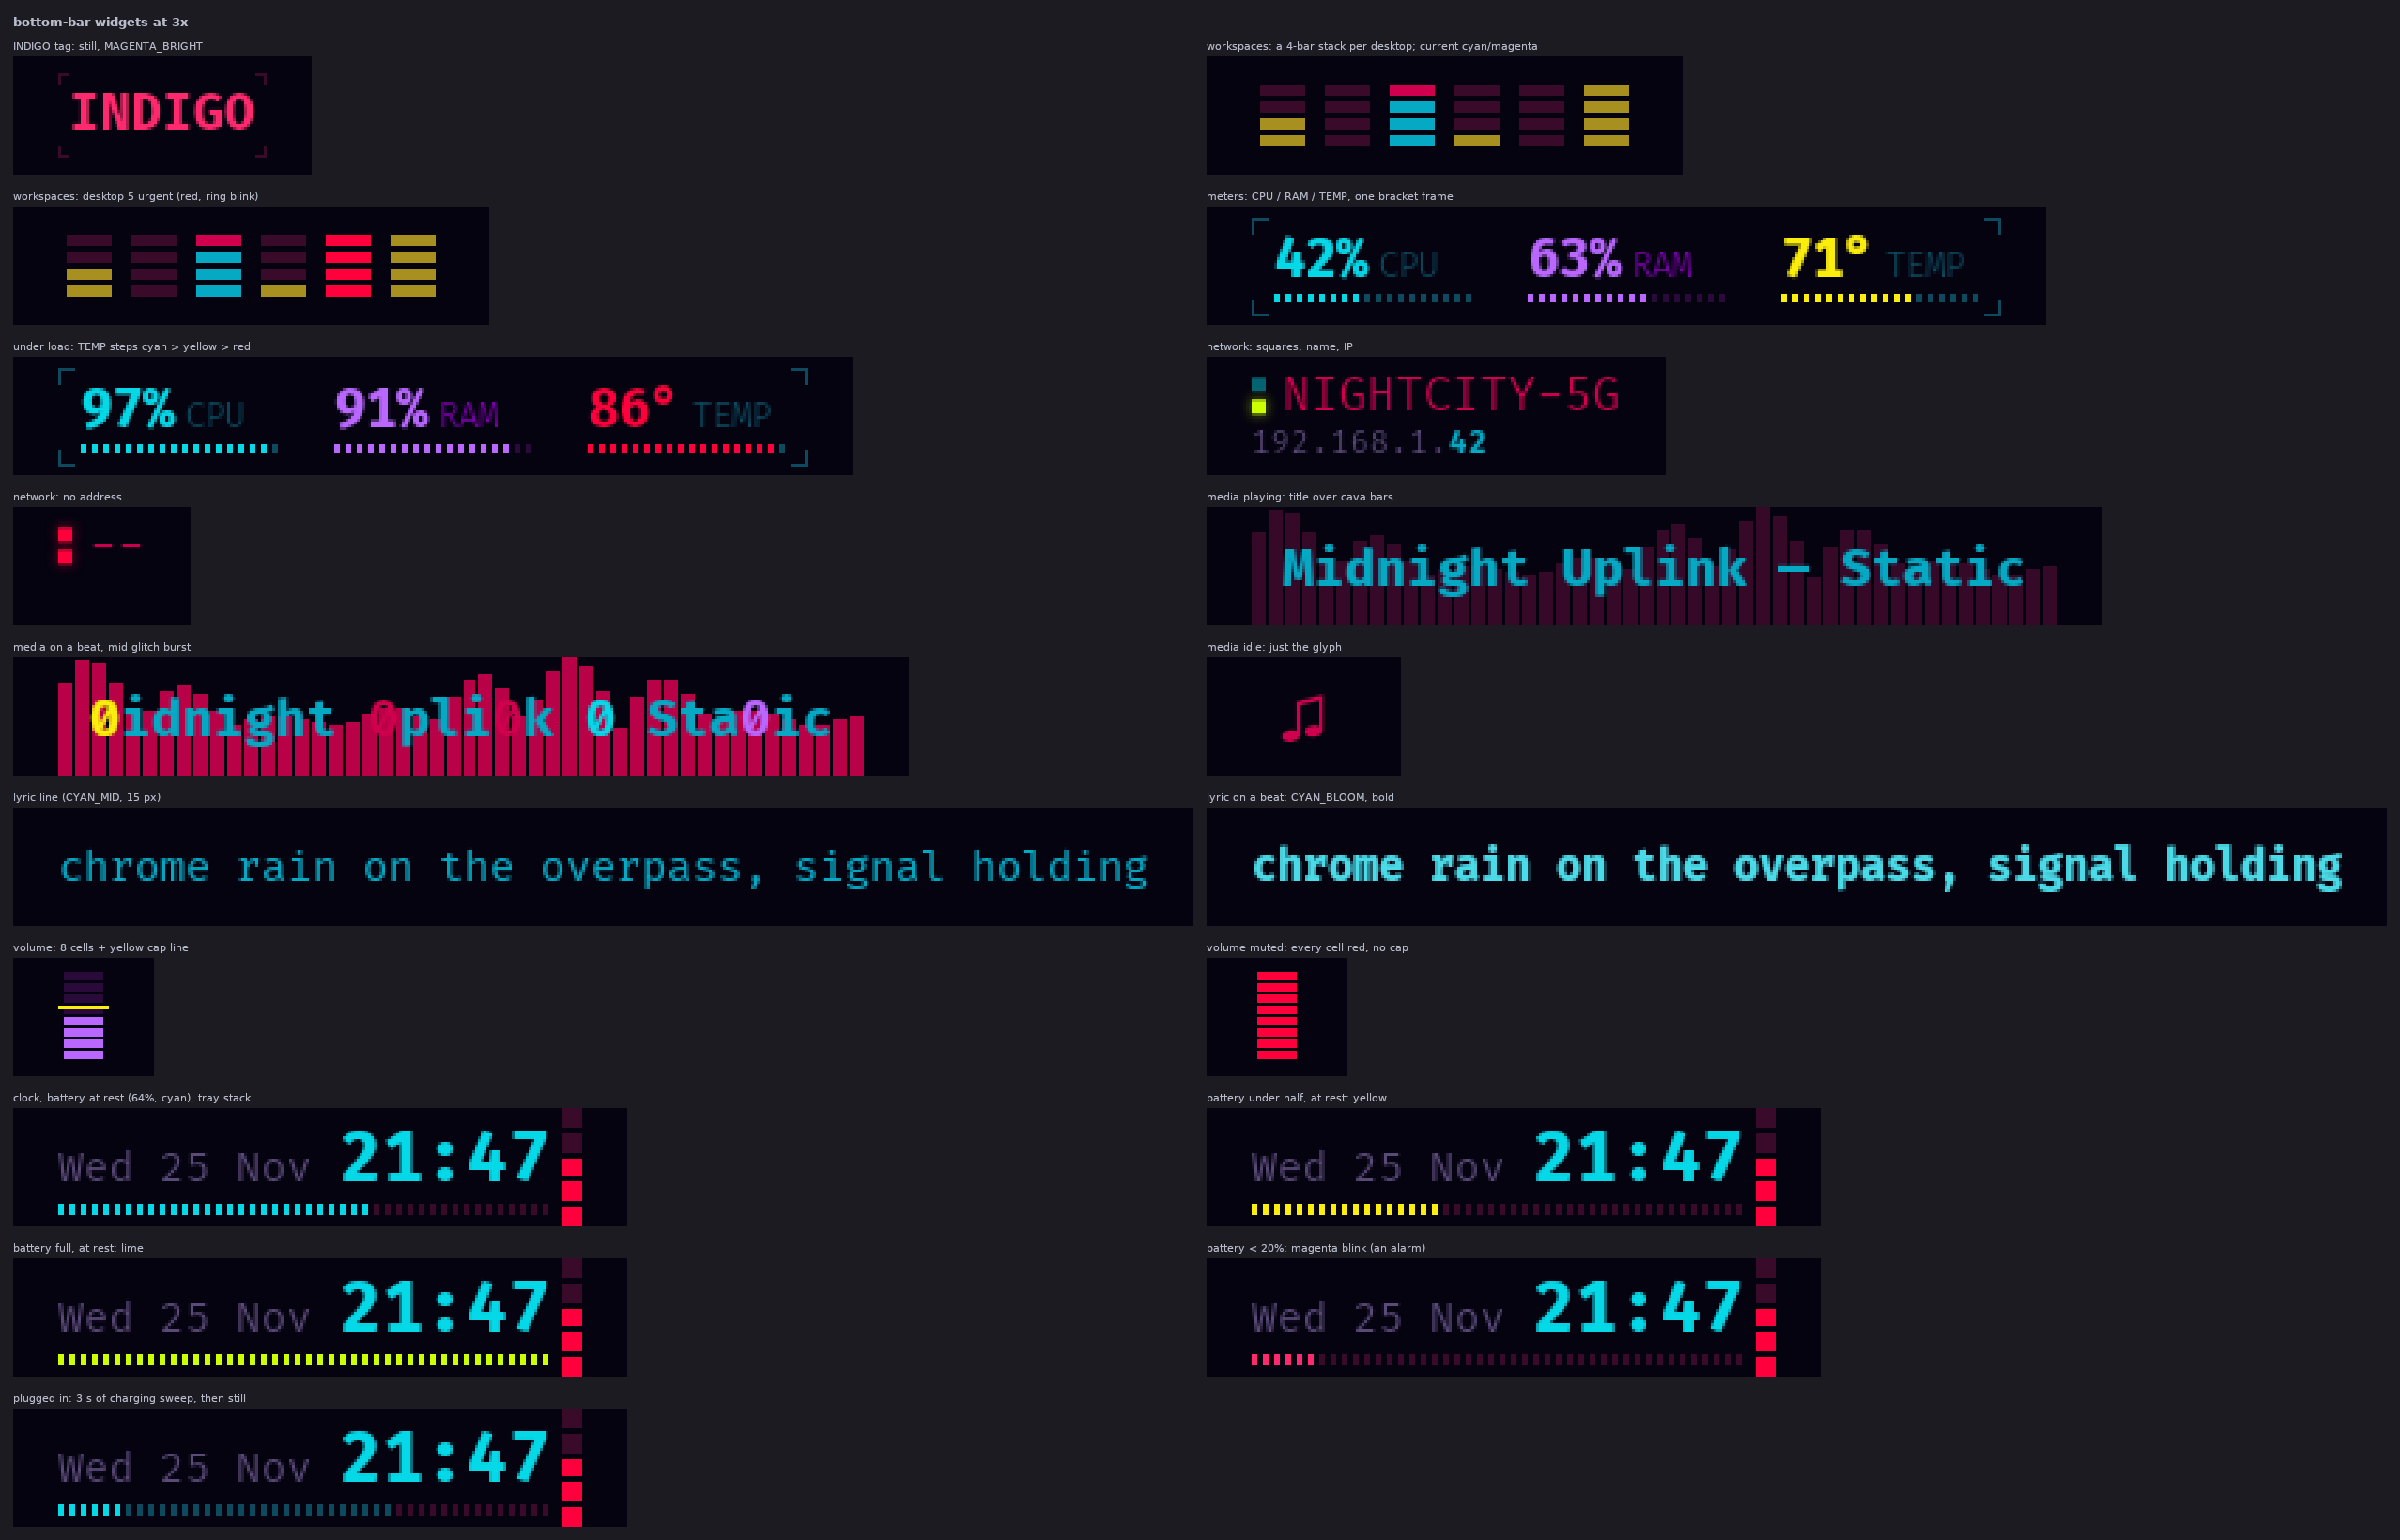 bottom-bar widgets at 3x
INDIGO tag: still, MAGENTA_BRIGHT
INDIGO
workspaces: a 4-bar stack per desktop; current cyan/magenta
workspaces: desktop 5 urgent (red, ring blink)
meters: CPU / RAM / TEMP, one bracket frame
42% CPU 63% RAM 71° TEMP
under load: TEMP steps cyan > yellow > red
97% CPU 91% RAM 86° TEMP
network: squares, name, IP
NIGHTCITY-5G
192.168.1.42
network: no address
--
media playing: title over cava bars
Midnight Uplink — Static
media on a beat, mid glitch burst
0idnight 0pli0k 0 Sta0ic
media idle: just the glyph
♫
lyric line (CYAN_MID, 15 px)
chrome rain on the overpass, signal holding
lyric on a beat: CYAN_BLOOM, bold
chrome rain on the overpass, signal holding
volume: 8 cells + yellow cap line
volume muted: every cell red, no cap
clock, battery at rest (64%, cyan), tray stack
Wed 25 Nov 21:47
battery under half, at rest: yellow
Wed 25 Nov 21:47
battery full, at rest: lime
Wed 25 Nov 21:47
battery < 20%: magenta blink (an alarm)
Wed 25 Nov 21:47
plugged in: 3 s of charging sweep, then still
Wed 25 Nov 21:47